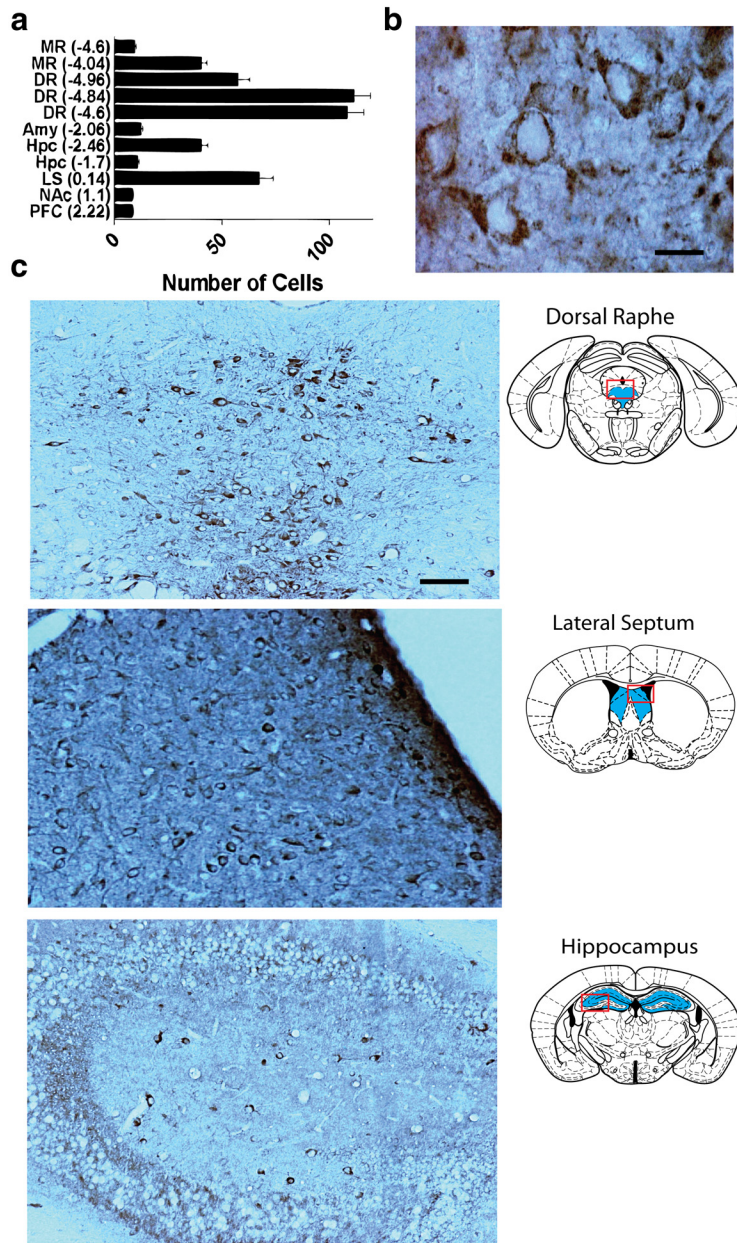 a
MR (-4.6)
MR (-4.04)
DR (-4.96)
DR (-4.84)
DR (-4.6)
Amy (-2.06)
Hpc (-2.46)
Hpc (-1.7)
LS (0.14)
NAc (1.1)
PFC (2.22)
0 50 100
Number of Cells
b
c
Dorsal Raphe
Lateral Septum
Hippocampus